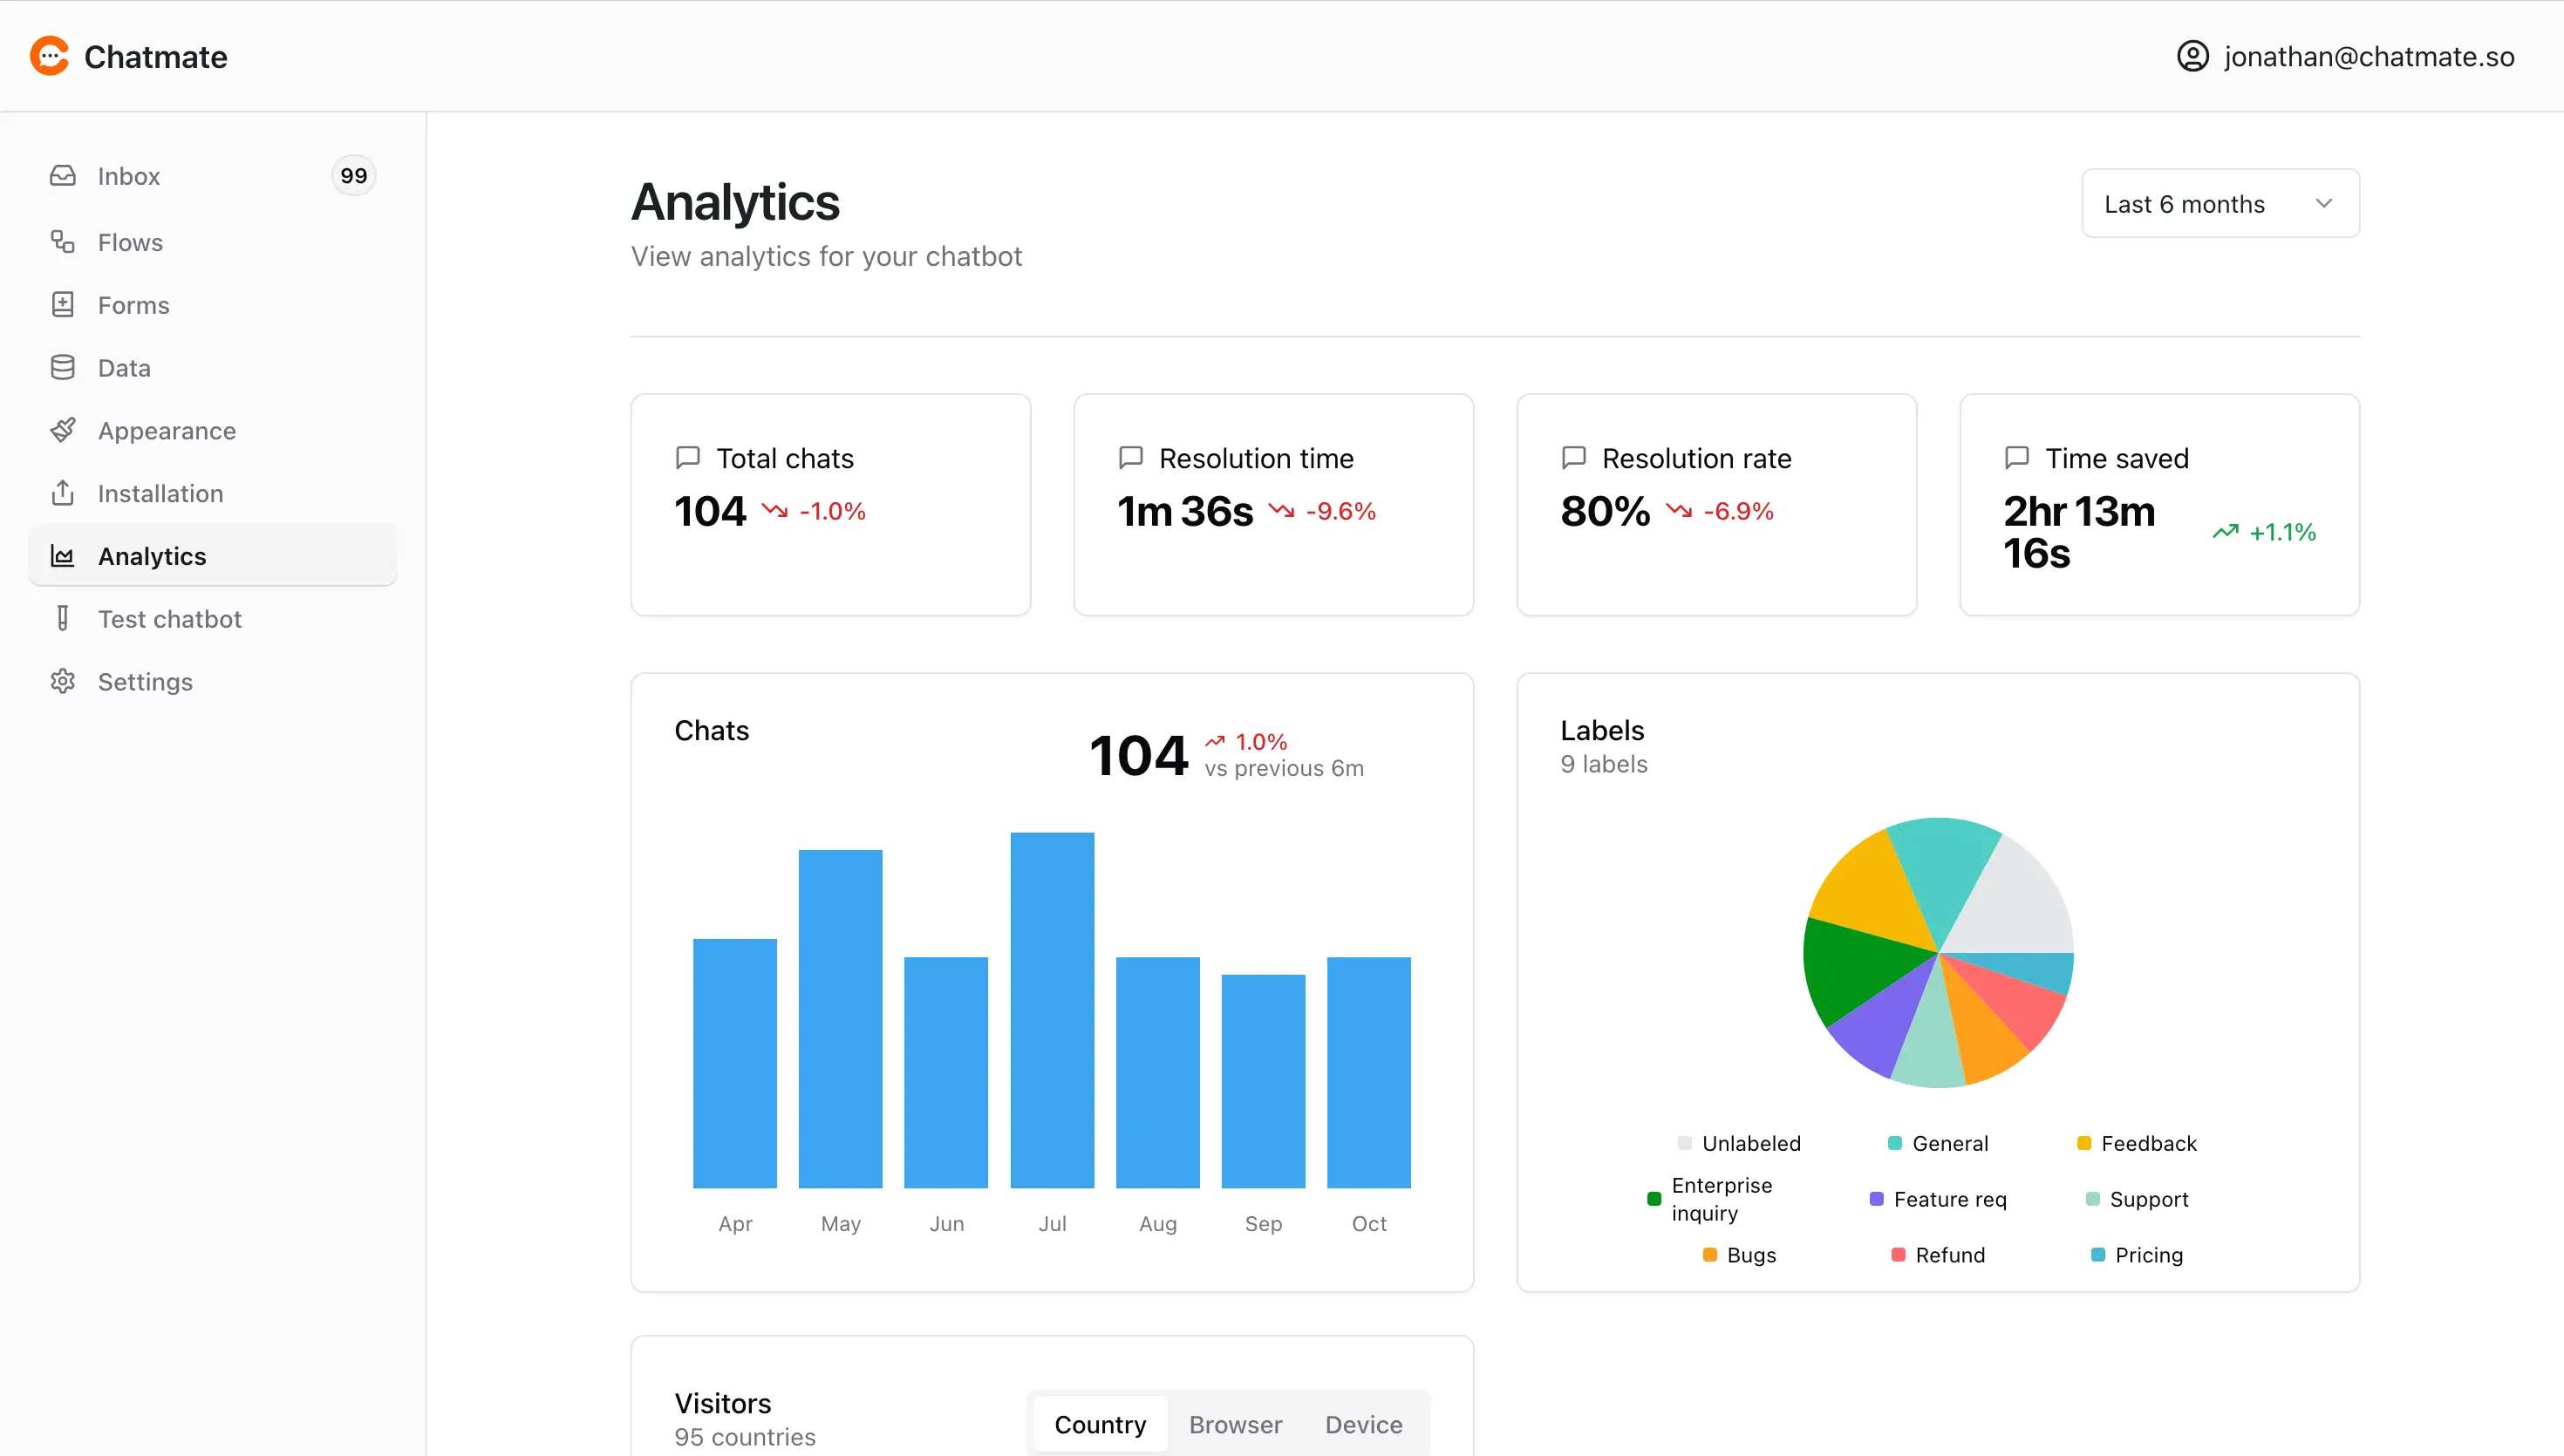 Chatmate
jonathan@chatmate.so
Inbox
99
Flows
Forms
Data
Appearance
Installation
Analytics
Test chatbot
Settings
Analytics
View analytics for your chatbot
Last 6 months
Total chats
104 -1.0%
Resolution time
1m 36s -9.6%
Resolution rate
80% -6.9%
Time saved
2hr 13m
16s
+1.1%
Chats
104
1.0%
vs previous 6m
Apr May Jun Jul Aug Sep Oct
Labels
9 labels
Unlabeled General Feedback
Enterprise
inquiry
Feature req Support
Bugs Refund Pricing
Visitors
95 countries
Country Browser Device